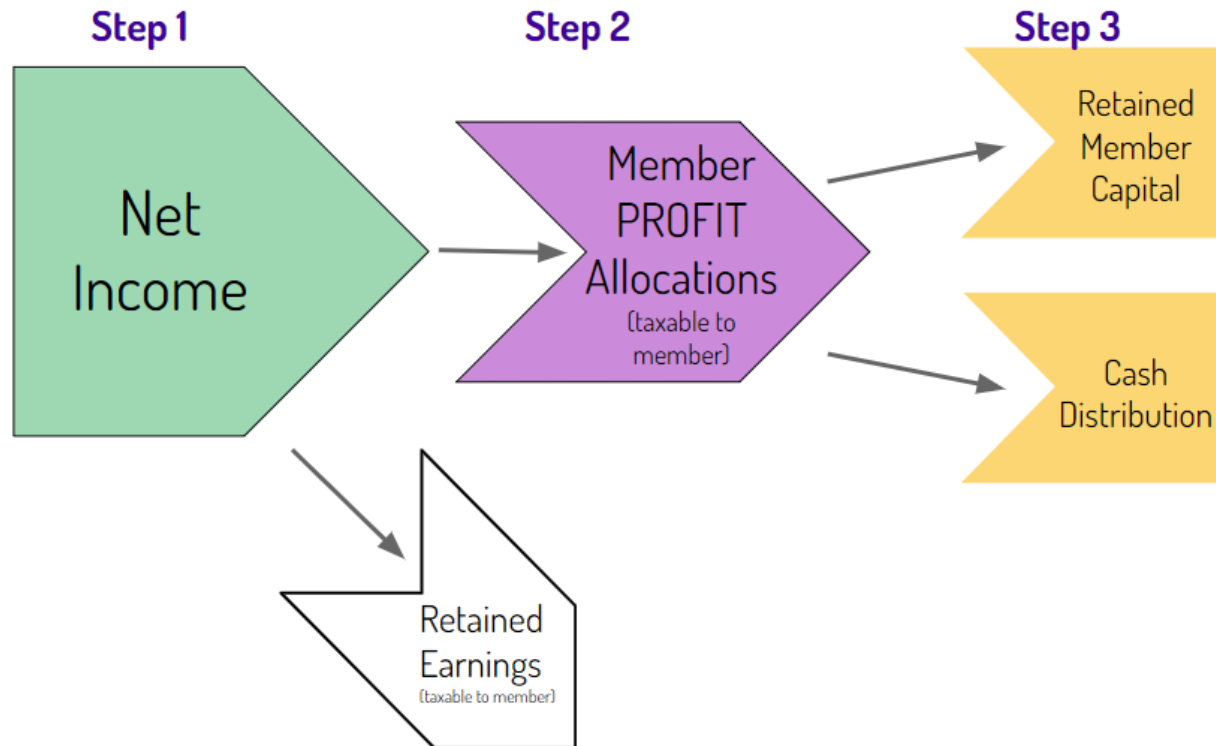 Step 1
Step 2
Step 3
Net
Income
Member
PROFIT
Allocations
(taxable to
member)
Retained
Member
Capital
Cash
Distribution
Retained
Earnings
(taxable to member)